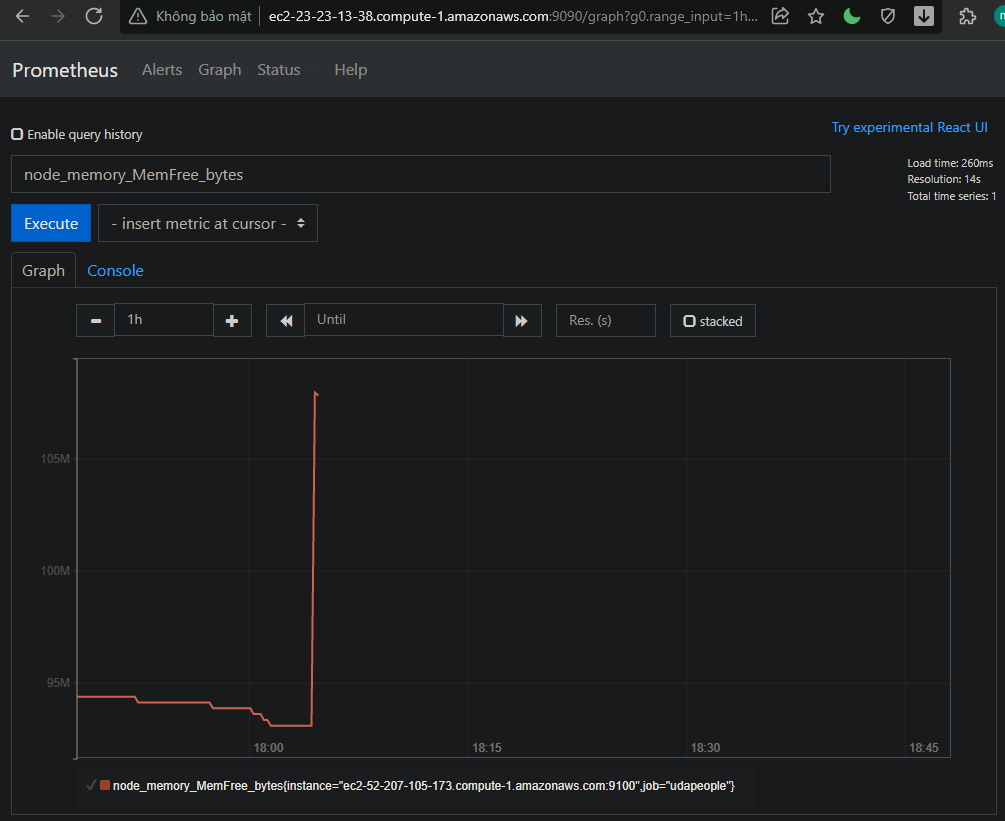 Không bảo mật ec2-23-23-13-38.compute-1.amazonaws.com:9090/graph?g0.range_input=1h...
Prometheus Alerts Graph Status Help
Enable query history
Try experimental React UI
node_memory_MemFree_bytes
Load time: 260ms
Resolution: 14s
Total time series: 1
Execute - insert metric at cursor -
Graph Console
1h Until Res. (s) stacked
105M
100M
95M
18:00 18:15 18:30 18:45
node_memory_MemFree_bytes{instance="ec2-52-207-105-173.compute-1.amazonaws.com:9100",job="udapeople"}